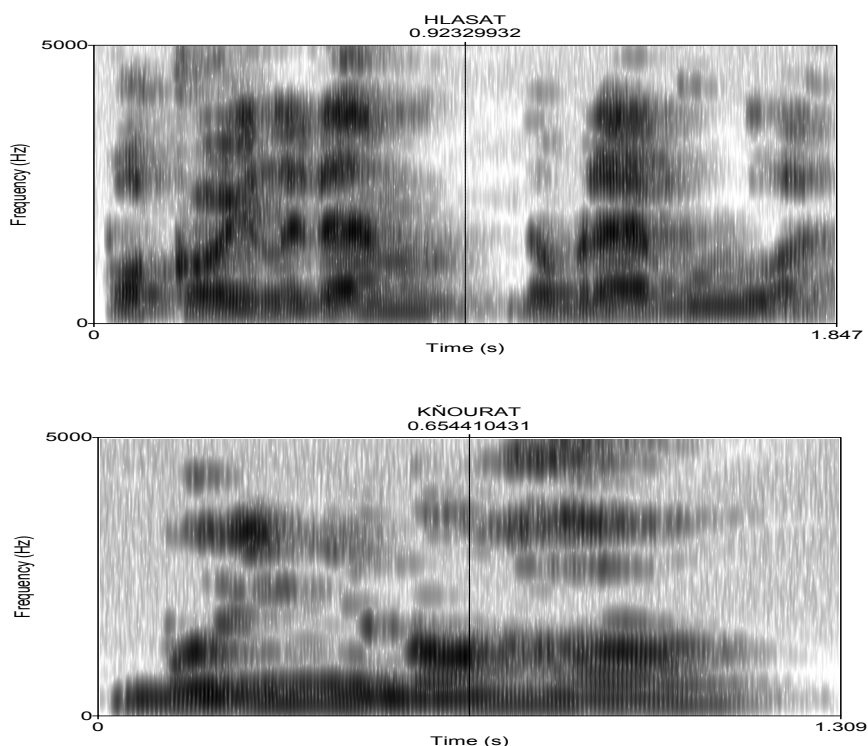 HLASAT
0.92329932
5000
Frequency (Hz)
0
0
1.847
Time (s)
KŇOURAT
0.654410431
5000
Frequency (Hz)
0
0
1.309
Time (s)